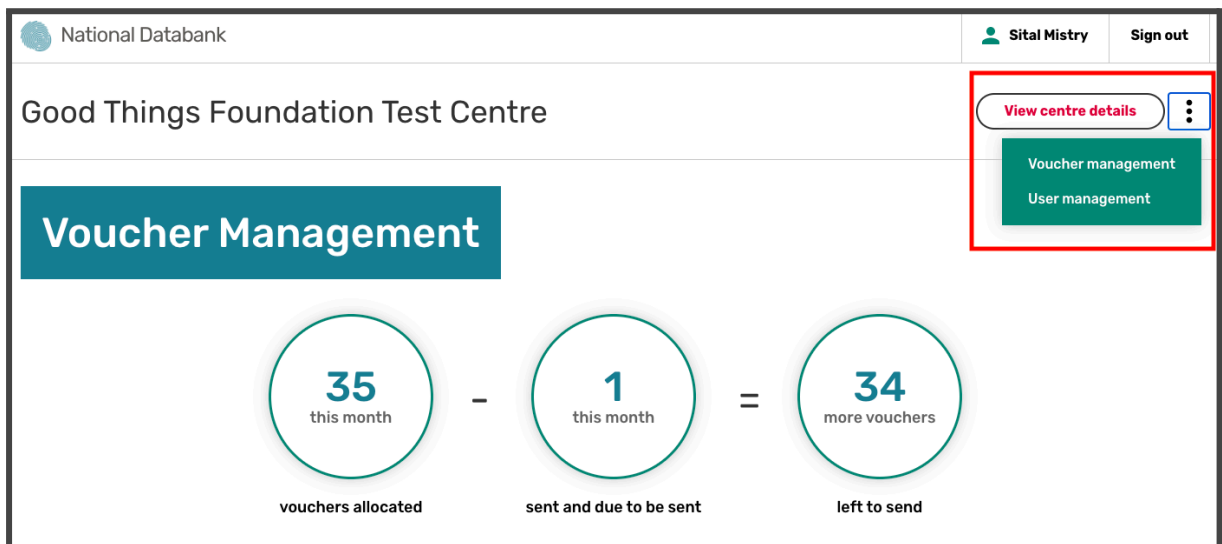 National Databank
Sital Mistry
Sign out
Good Things Foundation Test Centre
View centre details
Voucher management
User management
Voucher Management
35
this month
-
1
this month
=
34
more vouchers
vouchers allocated
sent and due to be sent
left to send